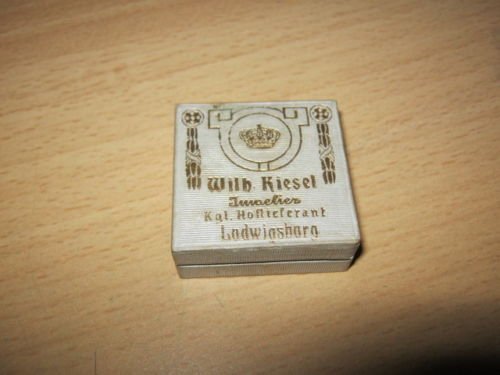 Wilh. Kiesel
Juwelier
Kgl. Hoflieferant
Ludwigsburg